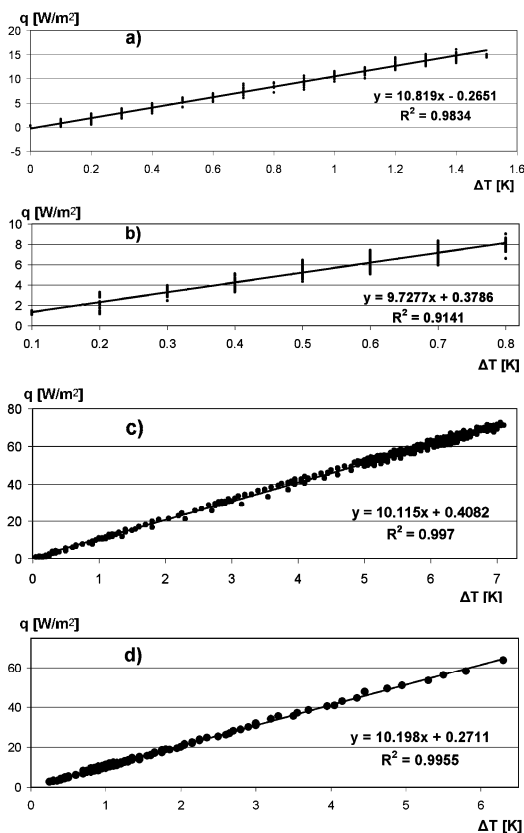 q [W/m2]
a)
20
15
10
5
0
-5
y = 10.819x - 0.2651
R2 = 0.9834
0 0.2 0.4 0.6 0.8 1 1.2 1.4 1.6
ΔT [K]
q [W/m2]
b)
10
8
6
4
2
0
y = 9.7277x + 0.3786
R2 = 0.9141
0.1 0.2 0.3 0.4 0.5 0.6 0.7 0.8
ΔT [K]
q [W/m2]
c)
80
60
40
20
0
y = 10.115x + 0.4082
R2 = 0.997
0 1 2 3 4 5 6 7
ΔT [K]
q [W/m2]
d)
60
40
20
0
y = 10.198x + 0.2711
R2 = 0.9955
0 1 2 3 4 5 6
ΔT [K]